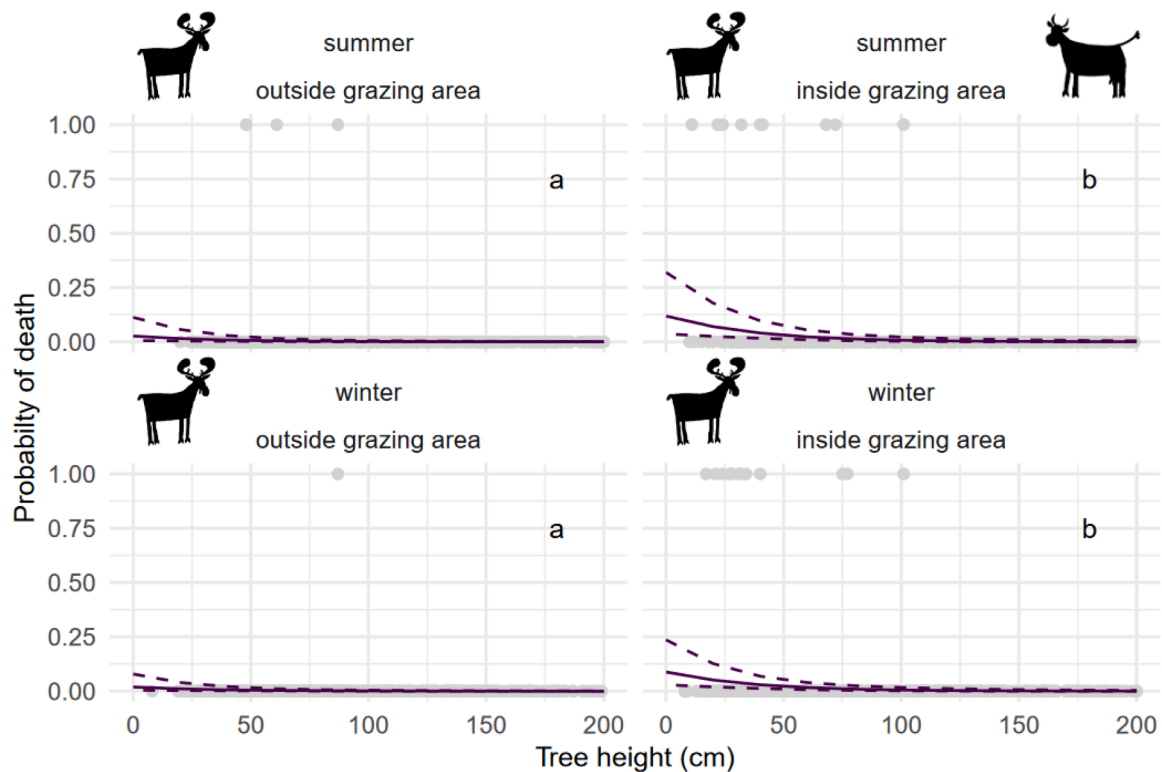 summer
outside grazing area
summer
inside grazing area
1.00
0.75
0.50
0.25
0.00
a
b
winter
outside grazing area
winter
inside grazing area
1.00
0.75
0.50
0.25
0.00
a
b
0 50 100 150 200
0 50 100 150 200
Tree height (cm)
Probabilty of death